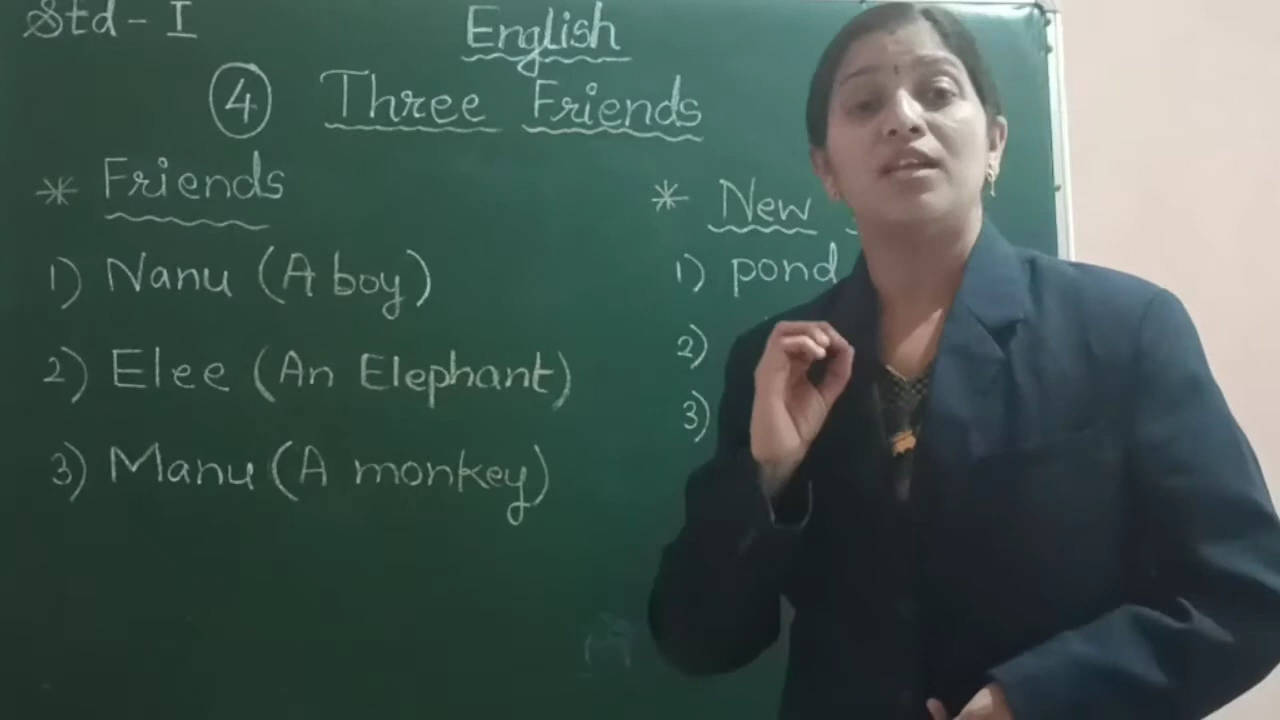 Std - I
English
4 Three Friends
* Friends
1) Nanu (A boy)
2) Elee (An Elephant)
3) Manu (A monkey)
* New
1) pond
2)
3)